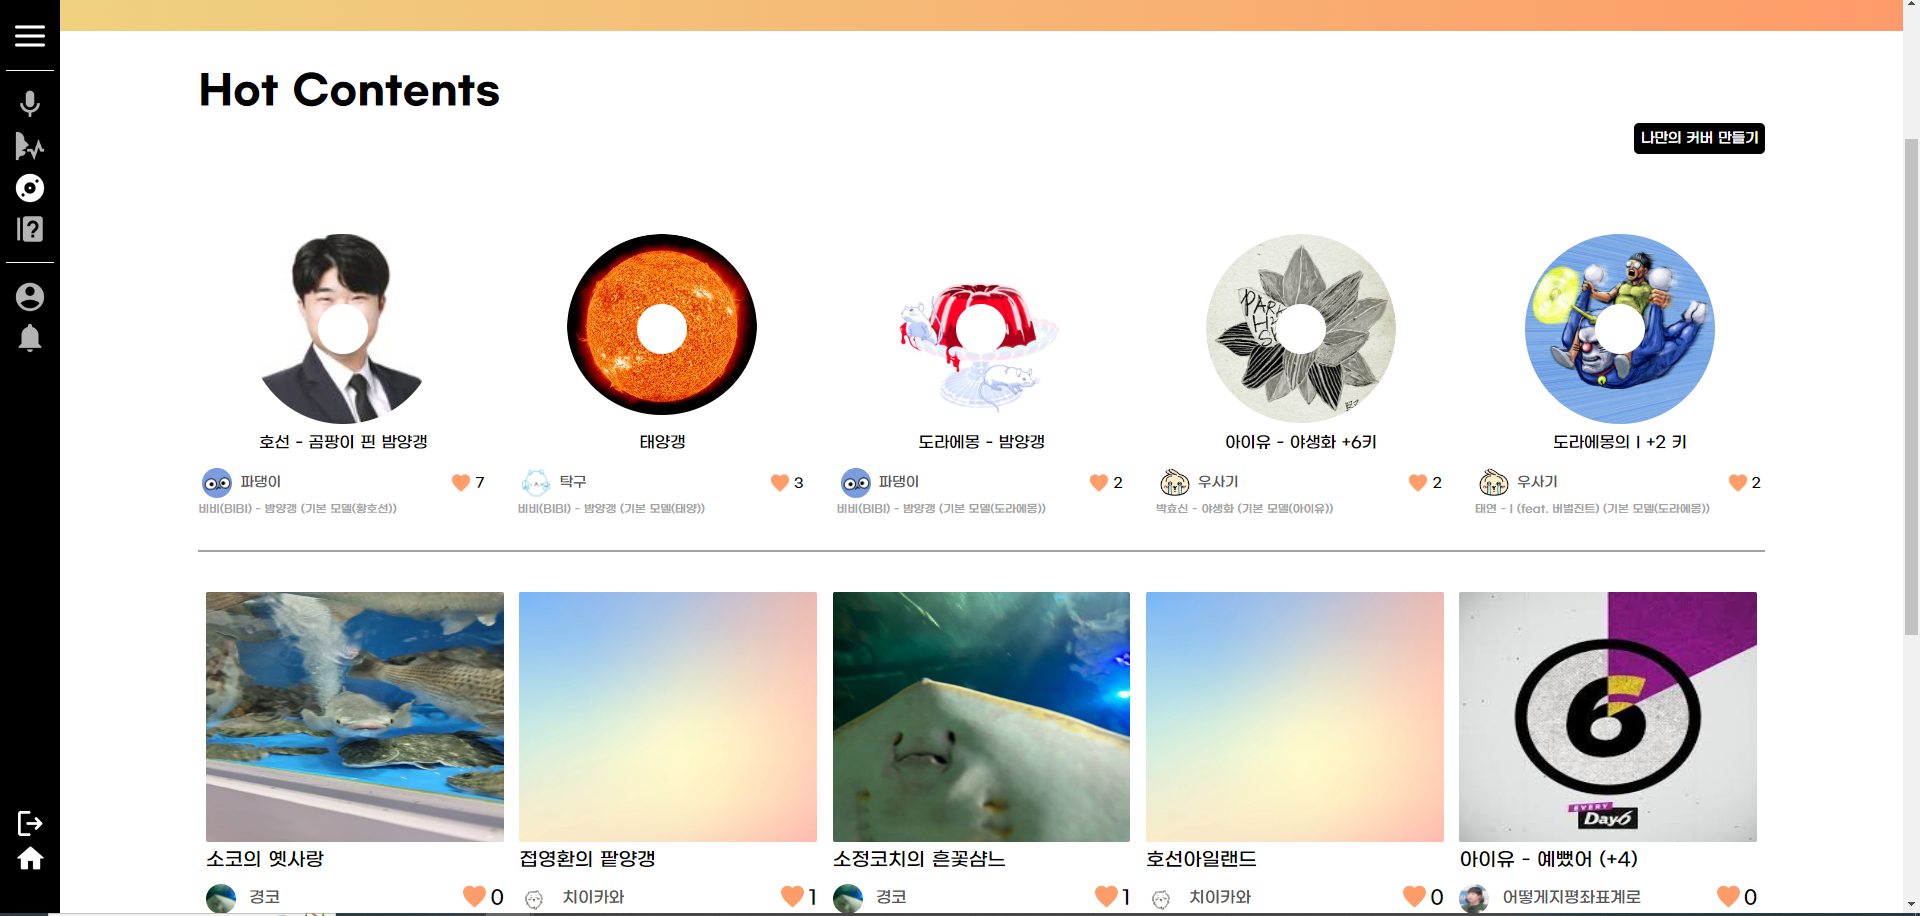 Hot Contents
나만의 커버 만들기
호선 - 곰팡이 핀 밤양갱
태양갱
도라에몽 - 밤양갱
아이유 - 야생화 +6키
도라에몽의 I +2 키
파댕이 7
탁구 3
파댕이 2
우사기 2
우사기 2
비비(BIBI) - 밤양갱 (기본 모델(황호선))
비비(BIBI) - 밤양갱 (기본 모델(태양))
비비(BIBI) - 밤양갱 (기본 모델(도라에몽))
박효신 - 야생화 (기본 모델(아이유))
태연 - I (feat. 버벌진트) (기본 모델(도라에몽))
6
EVERY
Day6
소코의 옛사랑
접영환의 팥양갱
소정코치의 흔꽃샴느
호선아일랜드
아이유 - 예뻤어 (+4)
경코 0
치이카와 1
경코 1
치이카와 0
어떻게지평좌표계로 0